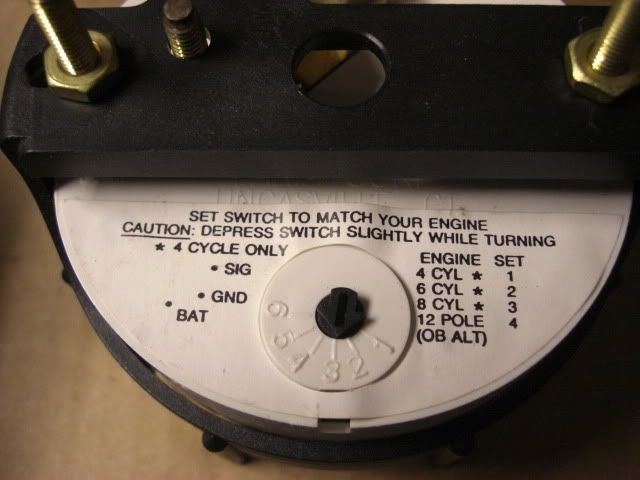 UNCASVILLE, CT
SET SWITCH TO MATCH YOUR ENGINE
CAUTION: DEPRESS SWITCH SLIGHTLY WHILE TURNING
* 4 CYCLE ONLY
• SIG
• GND
• BAT
ENGINE SET
4 CYL * 1
6 CYL * 2
8 CYL * 3
12 POLE 4
(OB ALT)
6 5 4 3 2 1